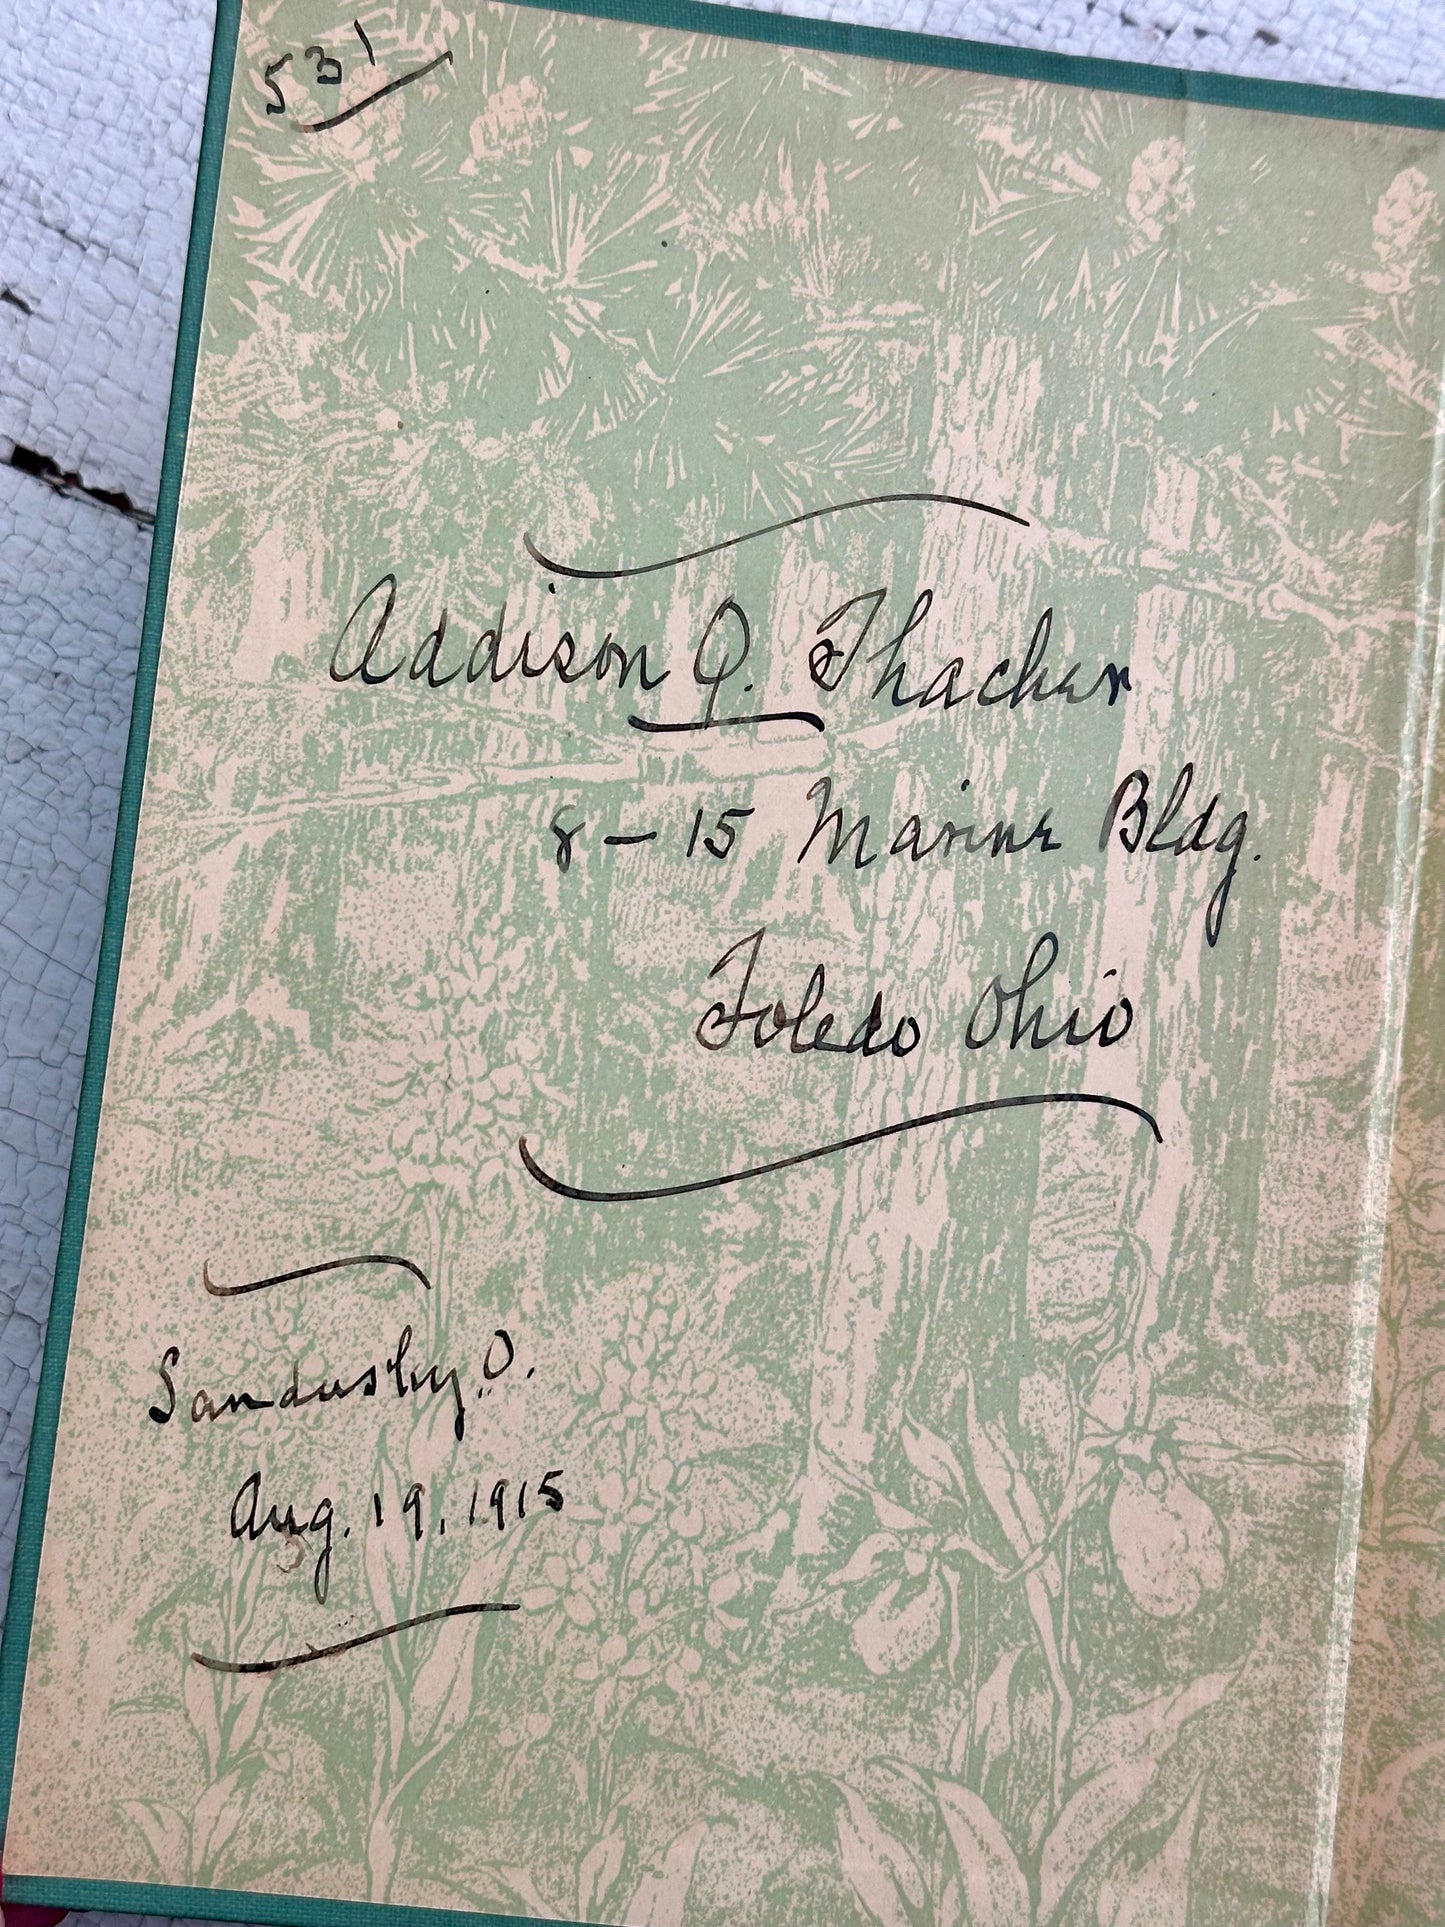 531
Addison Q. Thacher
8-15 Marine Bldg.
Toledo Ohio
Sandusky, O.
Aug. 19, 1915